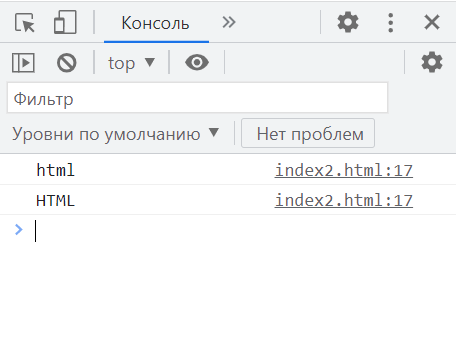 Консоль
top
Фильтр
Уровни по умолчанию Нет проблем
html index2.html:17
HTML index2.html:17